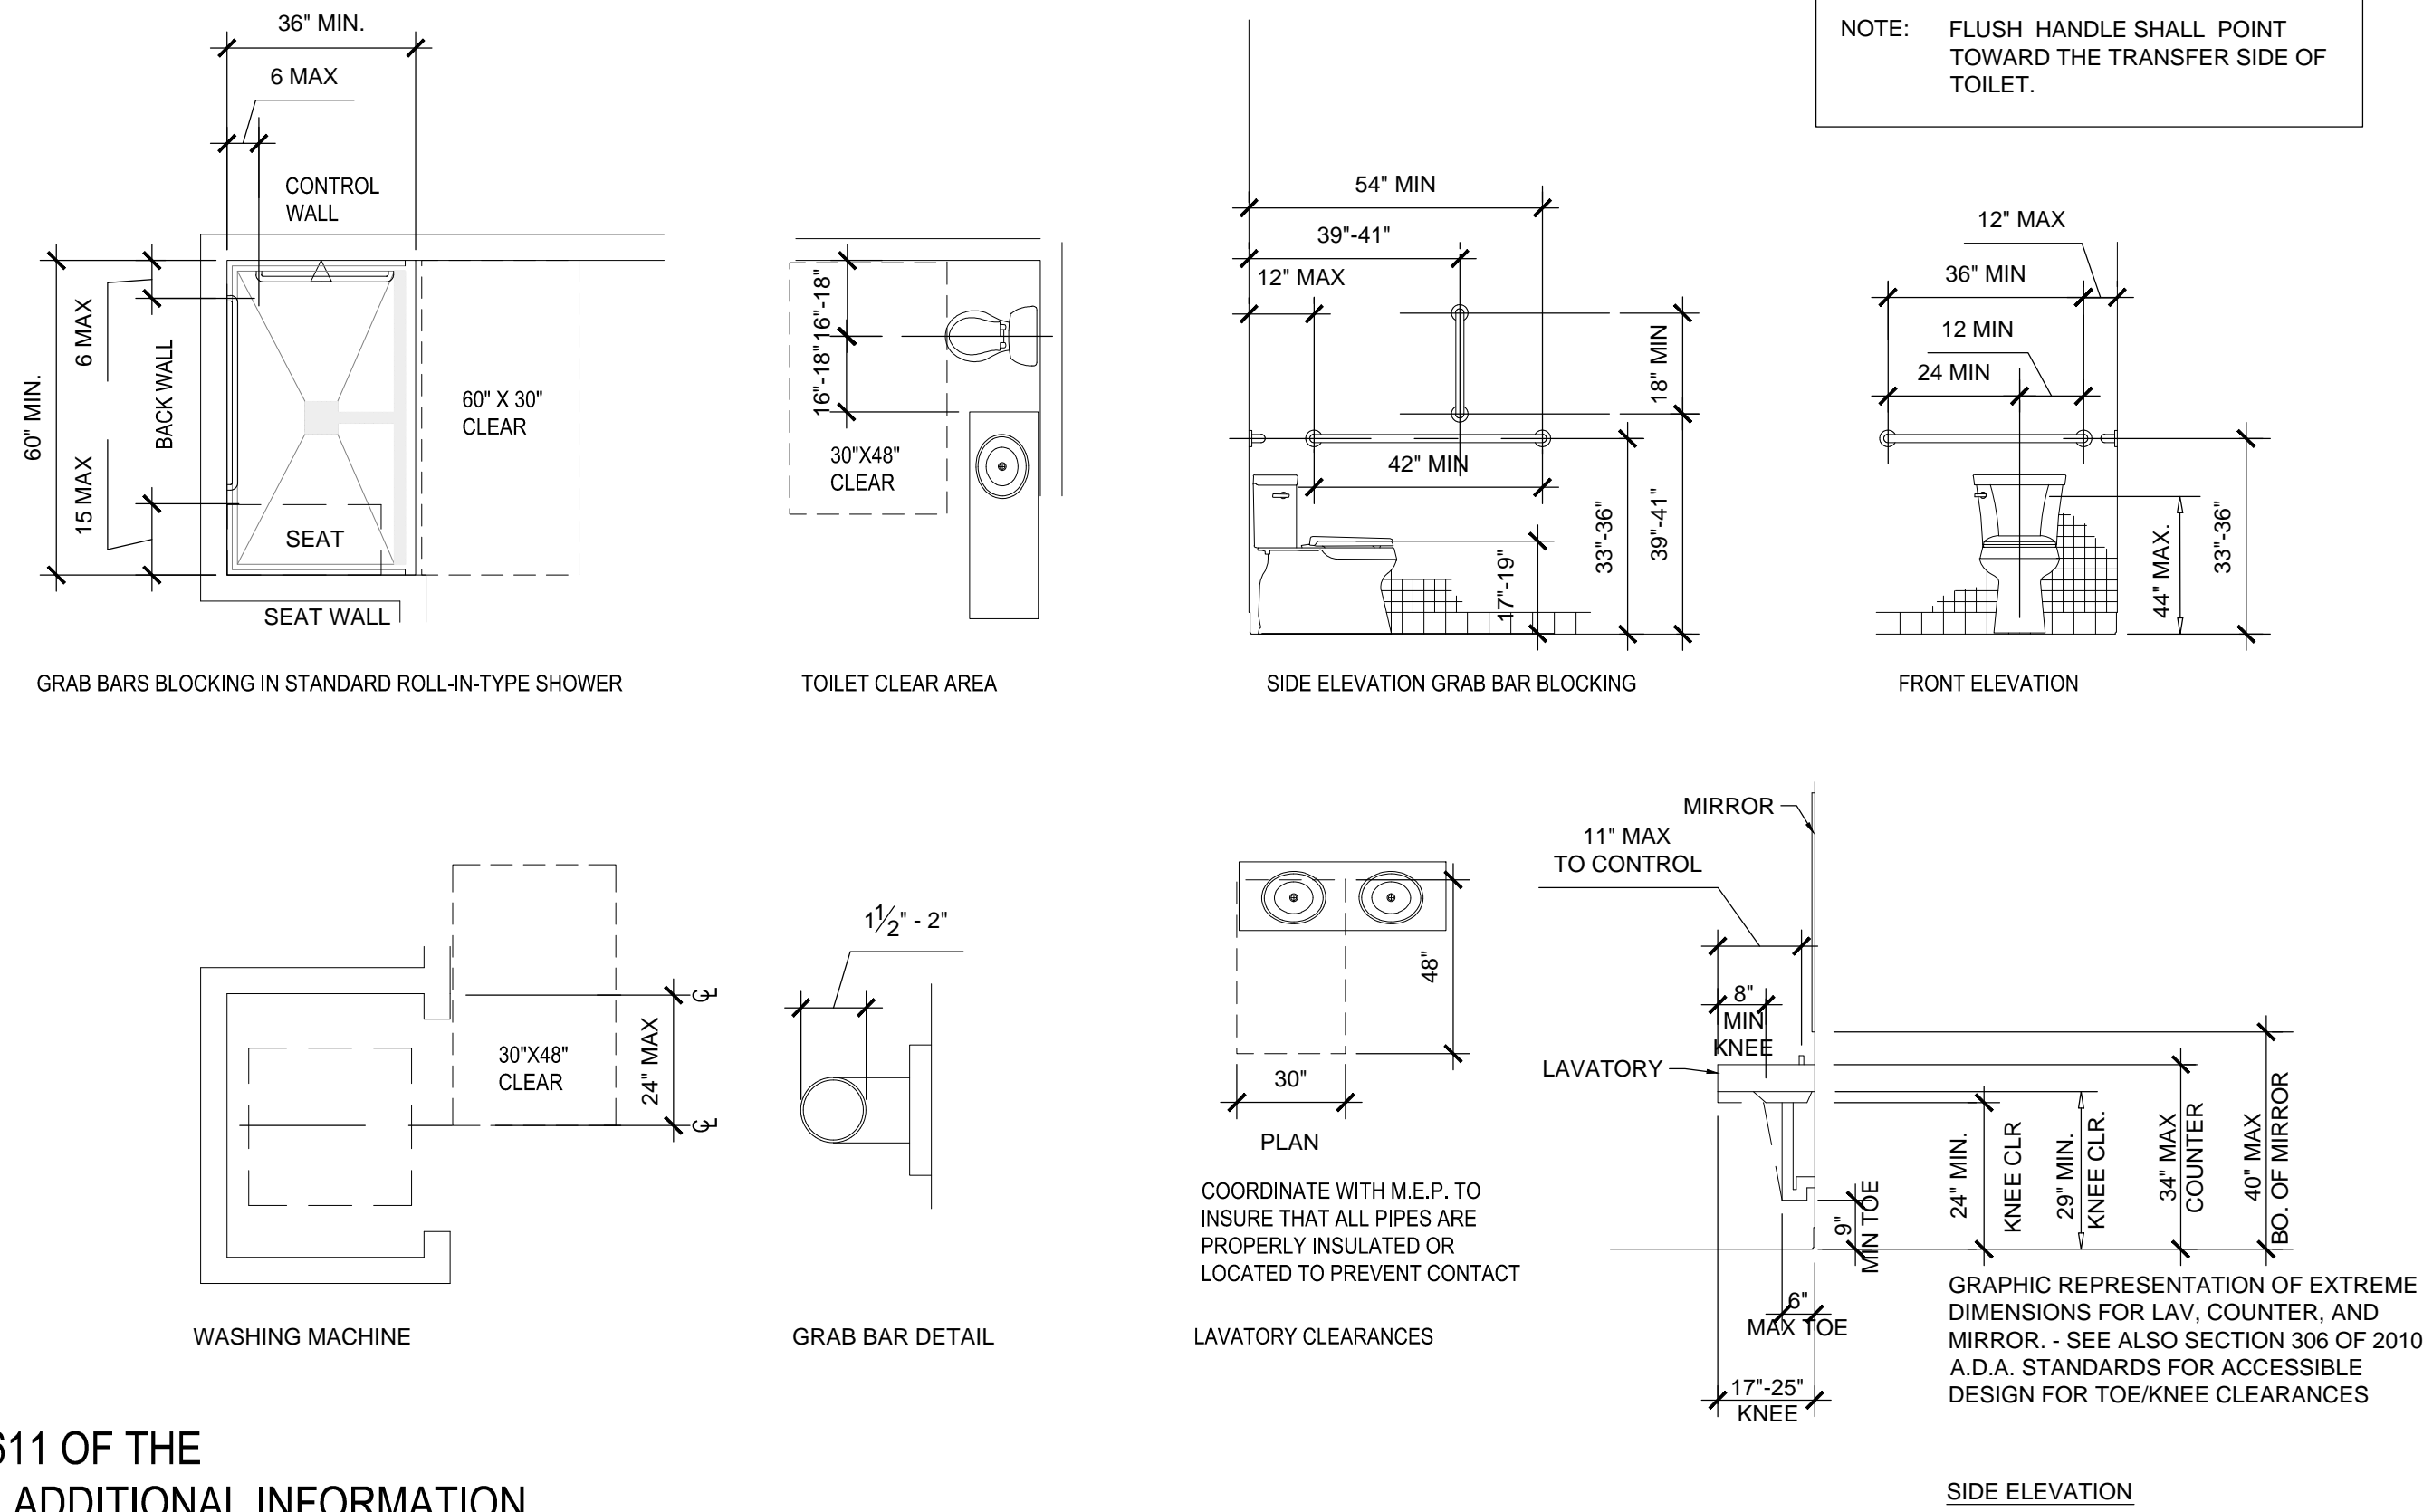 36" MIN.
6 MAX
CONTROL
WALL
60" MIN.
6 MAX
15 MAX
BACK WALL
60" X 30"
CLEAR
SEAT
SEAT WALL
GRAB BARS BLOCKING IN STANDARD ROLL-IN-TYPE SHOWER
16"-18"
16"-18"
30"X48"
CLEAR
TOILET CLEAR AREA
54" MIN
39"-41"
12" MAX
18" MIN
42" MIN
17"-19"
33"-36"
39"-41"
SIDE ELEVATION GRAB BAR BLOCKING
NOTE: FLUSH HANDLE SHALL POINT
TOWARD THE TRANSFER SIDE OF
TOILET.
12" MAX
36" MIN
12 MIN
24 MIN
44" MAX.
33"-36"
FRONT ELEVATION
30"X48"
CLEAR
24" MAX
CL
CL
WASHING MACHINE
1 1/2" - 2"
GRAB BAR DETAIL
48"
30"
PLAN
COORDINATE WITH M.E.P. TO
INSURE THAT ALL PIPES ARE
PROPERLY INSULATED OR
LOCATED TO PREVENT CONTACT
LAVATORY CLEARANCES
MIRROR
11" MAX
TO CONTROL
8"
MIN
KNEE
LAVATORY
9"
MIN TOE
6"
MAX TOE
17"-25"
KNEE
24" MIN.
KNEE CLR
29" MIN.
KNEE CLR.
34" MAX
COUNTER
40" MAX
BO. OF MIRROR
GRAPHIC REPRESENTATION OF EXTREME
DIMENSIONS FOR LAV, COUNTER, AND
MIRROR. - SEE ALSO SECTION 306 OF 2010
A.D.A. STANDARDS FOR ACCESSIBLE
DESIGN FOR TOE/KNEE CLEARANCES
SIDE ELEVATION
611 OF THE
ADDITIONAL INFORMATION